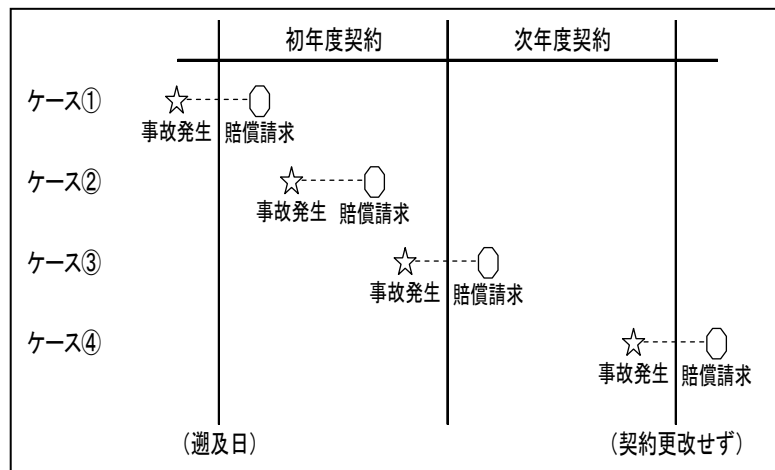 初年度契約 次年度契約
ケース①
事故発生 賠償請求
ケース②
事故発生 賠償請求
ケース③
事故発生 賠償請求
ケース④
事故発生 賠償請求
(遡及日) (契約更改せず)